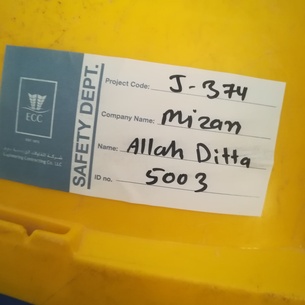 ECC
SAFETY DEPT.
Project Code: J-374
Company Name: Mizan
Name: Allah Ditta
ID no. 5003